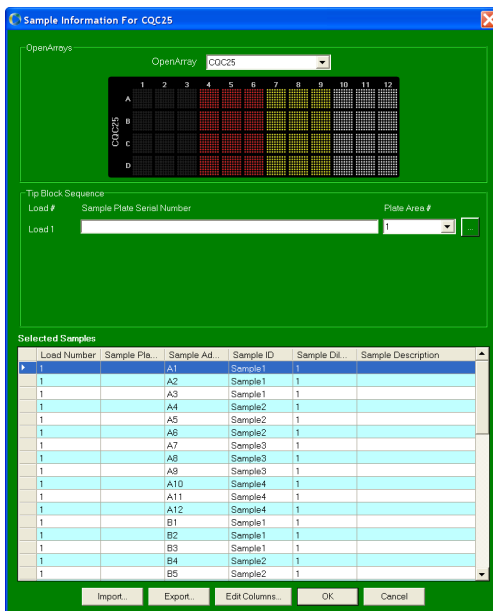 Sample Information For CQC25
OpenArrays
OpenArray CQC25
1 2 3 4 5 6 7 8 9 10 11 12
A
B
C
D
CQC25
Tip Block Sequence
Load # Sample Plate Serial Number Plate Area #
Load 1 1 ...
Selected Samples
Load Number Sample Pla... Sample Ad... Sample ID Sample Dil... Sample Description
1 A1 Sample1 1
1 A2 Sample1 1
1 A3 Sample1 1
1 A4 Sample2 1
1 A5 Sample2 1
1 A6 Sample2 1
1 A7 Sample3 1
1 A8 Sample3 1
1 A9 Sample3 1
1 A10 Sample4 1
1 A11 Sample4 1
1 A12 Sample4 1
1 B1 Sample1 1
1 B2 Sample1 1
1 B3 Sample1 1
1 B4 Sample2 1
1 B5 Sample2 1
Import... Export... Edit Columns... OK Cancel